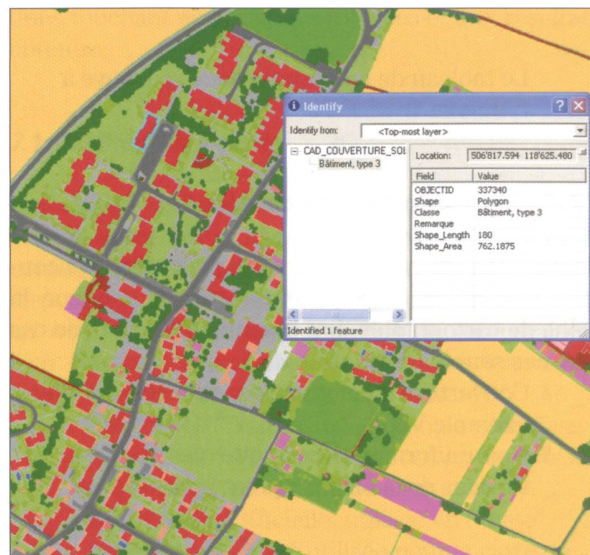 Identify
Identify from: <Top-most layer>
CAD_COUVERTURE_SOL
Bâtiment, type 3
Location: 506'817.594 118'625.480
Field Value
OBJECTID 337340
Shape Polygon
Classe Bâtiment, type 3
Remarque
Shape_Length 180
Shape_Area 762.1875
Identified 1 feature